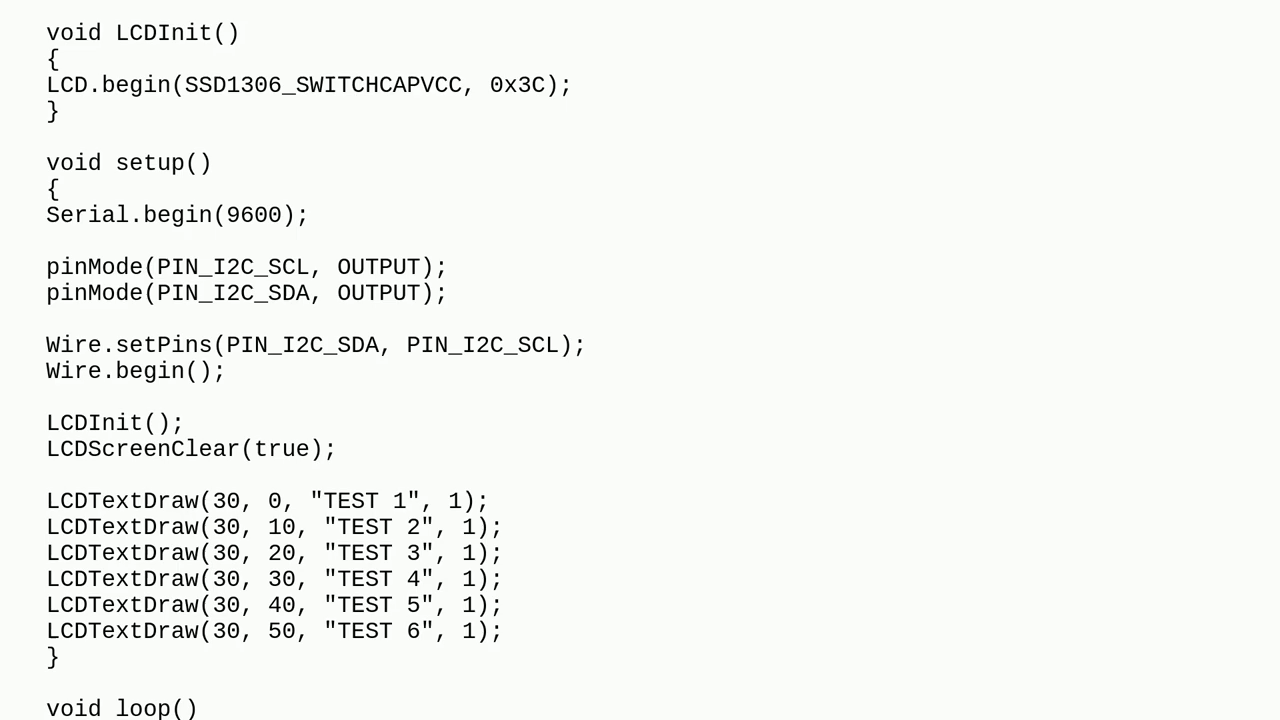 void LCDInit()
{
LCD.begin(SSD1306_SWITCHCAPVCC, 0x3C);
}
void setup()
{
Serial.begin(9600);
pinMode(PIN_I2C_SCL, OUTPUT);
pinMode(PIN_I2C_SDA, OUTPUT);
Wire.setPins(PIN_I2C_SDA, PIN_I2C_SCL);
Wire.begin();
LCDInit();
LCDScreenClear(true);
LCDTextDraw(30, 0, "TEST 1", 1);
LCDTextDraw(30, 10, "TEST 2", 1);
LCDTextDraw(30, 20, "TEST 3", 1);
LCDTextDraw(30, 30, "TEST 4", 1);
LCDTextDraw(30, 40, "TEST 5", 1);
LCDTextDraw(30, 50, "TEST 6", 1);
}
void loop()